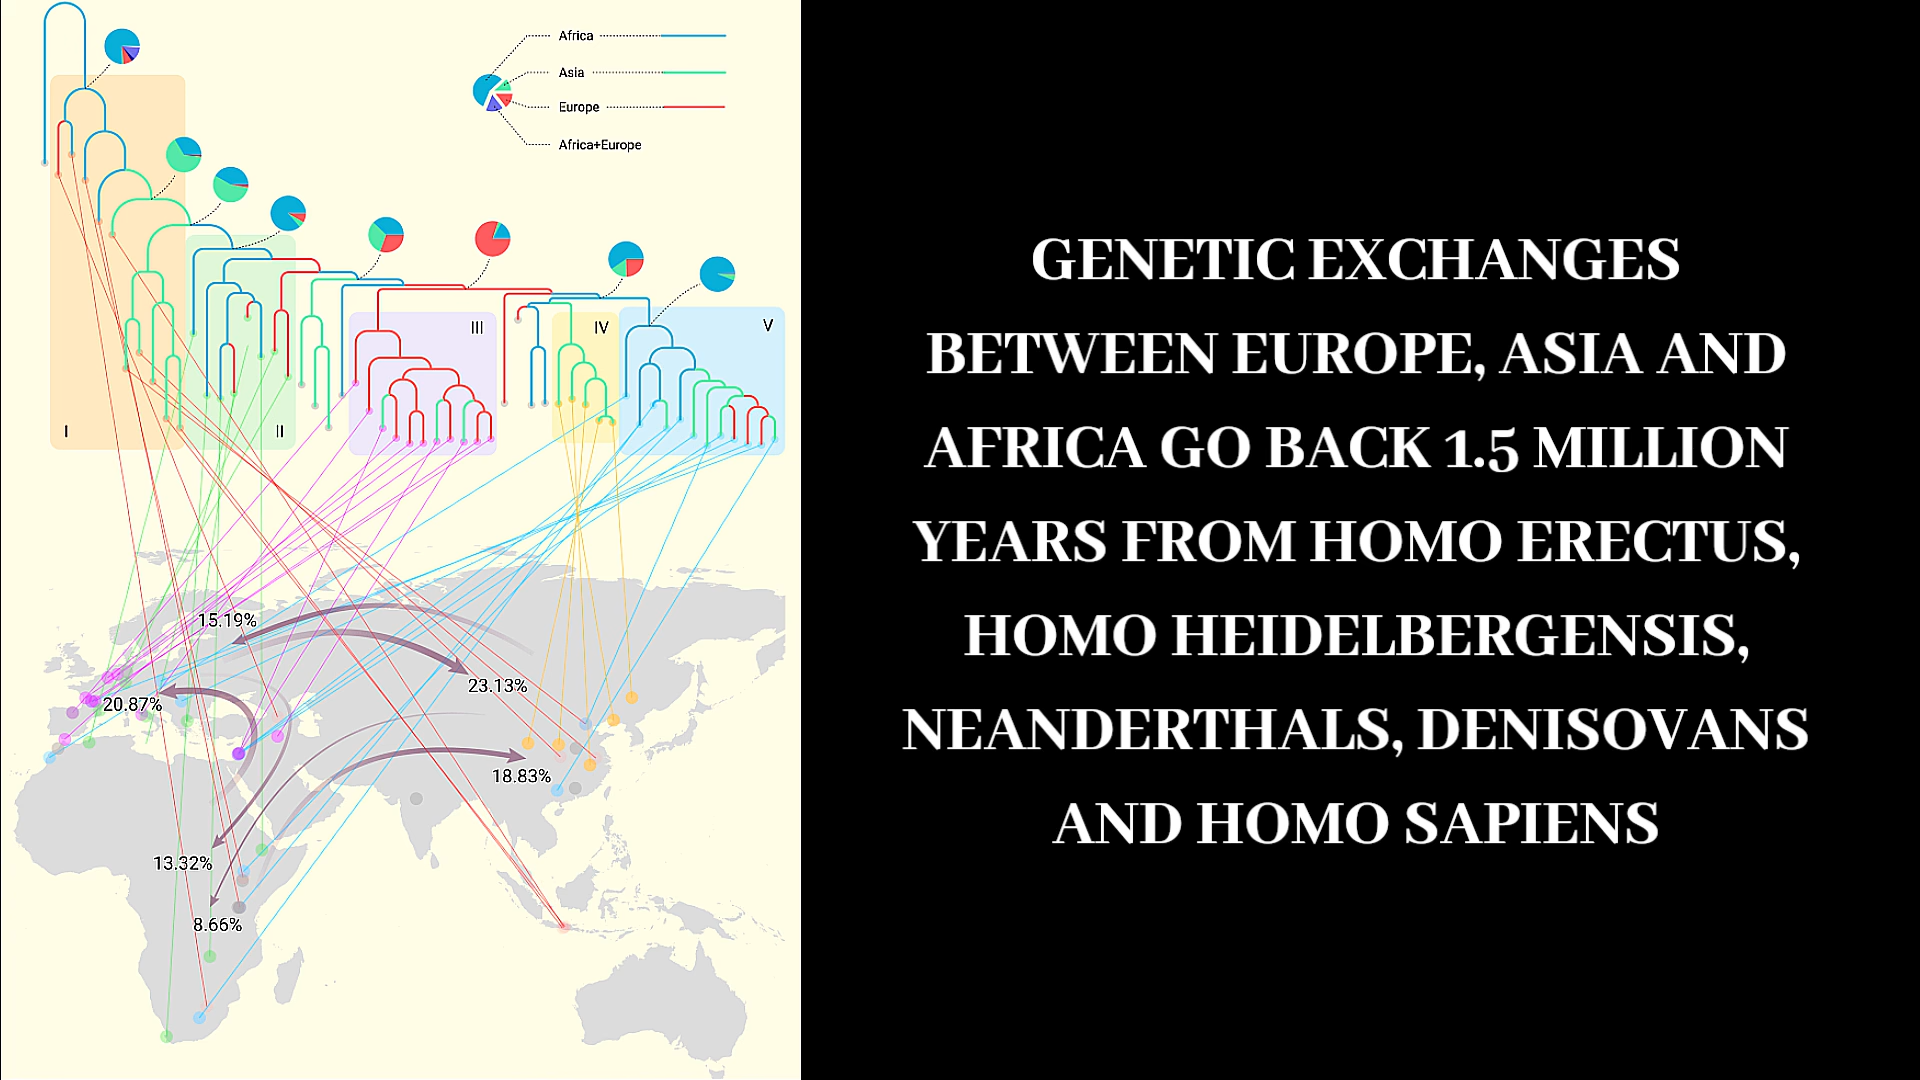 Africa
Asia
Europe
Africa+Europe
III
IV
V
I
II
15.19%
23.13%
20.87%
18.83%
13.32%
8.66%
GENETIC EXCHANGES
BETWEEN EUROPE, ASIA AND
AFRICA GO BACK 1.5 MILLION
YEARS FROM HOMO ERECTUS,
HOMO HEIDELBERGENSIS,
NEANDERTHALS, DENISOVANS
AND HOMO SAPIENS